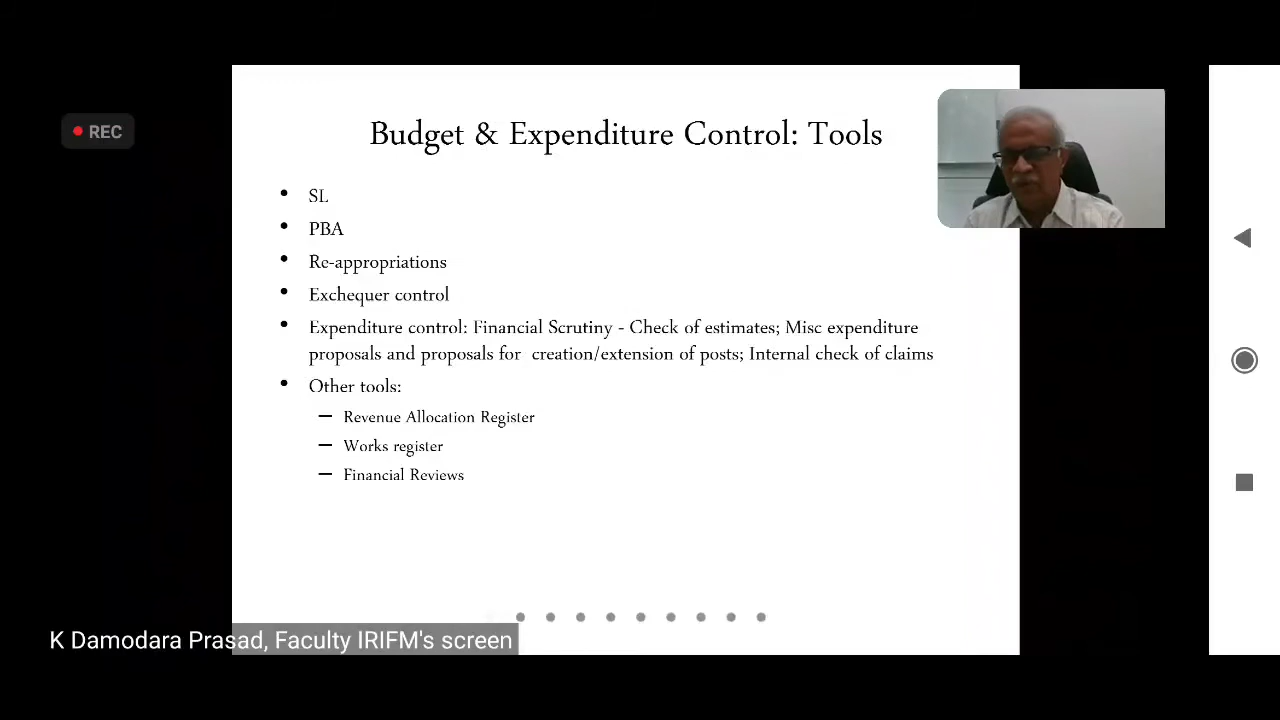 Budget & Expenditure Control: Tools
REC
• SL
• PBA
• Re-appropriations
• Exchequer control
• Expenditure control: Financial Scrutiny - Check of estimates; Misc expenditure
proposals and proposals for creation/extension of posts; Internal check of claims
• Other tools:
– Revenue Allocation Register
– Works register
– Financial Reviews
K Damodara Prasad, Faculty IRIFM's screen